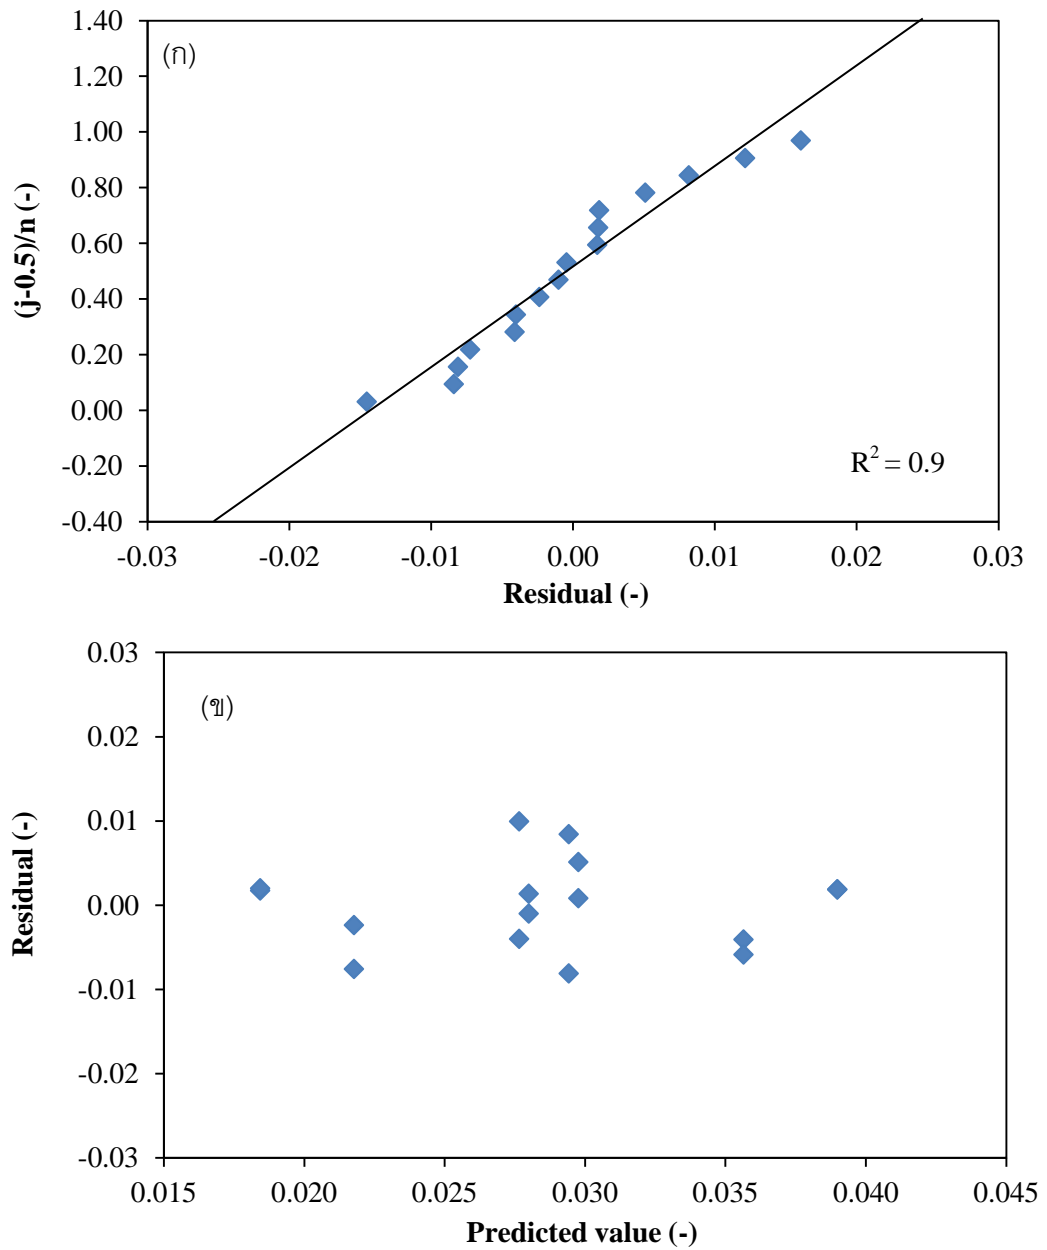 1.40
(ก)
1.20
1.00
0.80
0.60
0.40
0.20
0.00
-0.20
-0.40
(j-0.5)/n (-)
R² = 0.9
-0.03 -0.02 -0.01 0.00 0.01 0.02 0.03
Residual (-)
0.03
(ข)
0.02
0.01
0.00
-0.01
-0.02
-0.03
Residual (-)
0.015 0.020 0.025 0.030 0.035 0.040 0.045
Predicted value (-)